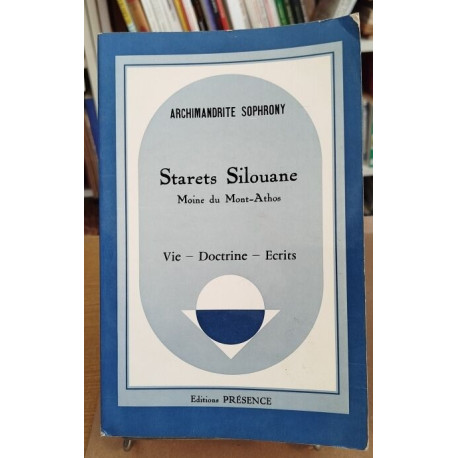 ARCHIMANDRITE SOPHRONY
Starets Silouane
Moine du Mont-Athos
Vie – Doctrine – Ecrits
Editions PRÉSENCE